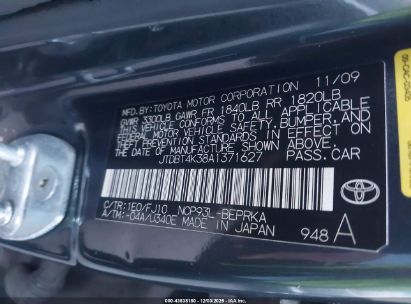 MFD. BY: TOYOTA MOTOR CORPORATION 11/09
GVWR 3300LB GAWR FR 1840LB RR 1820LB
THIS VEHICLE CONFORMS TO ALL APPLICABLE
FEDERAL MOTOR VEHICLE SAFETY, BUMPER, AND
THEFT PREVENTION STANDARDS IN EFFECT ON THE DATE OF MANUFACTURE SHOWN ABOVE.
JTDBT4K38A1371627 PASS. CAR
C/TR: 1E0/FJ10 NCP93L-BEPRKA
A/TM: -04A/U340E MADE IN JAPAN
948 A
TOYOTA